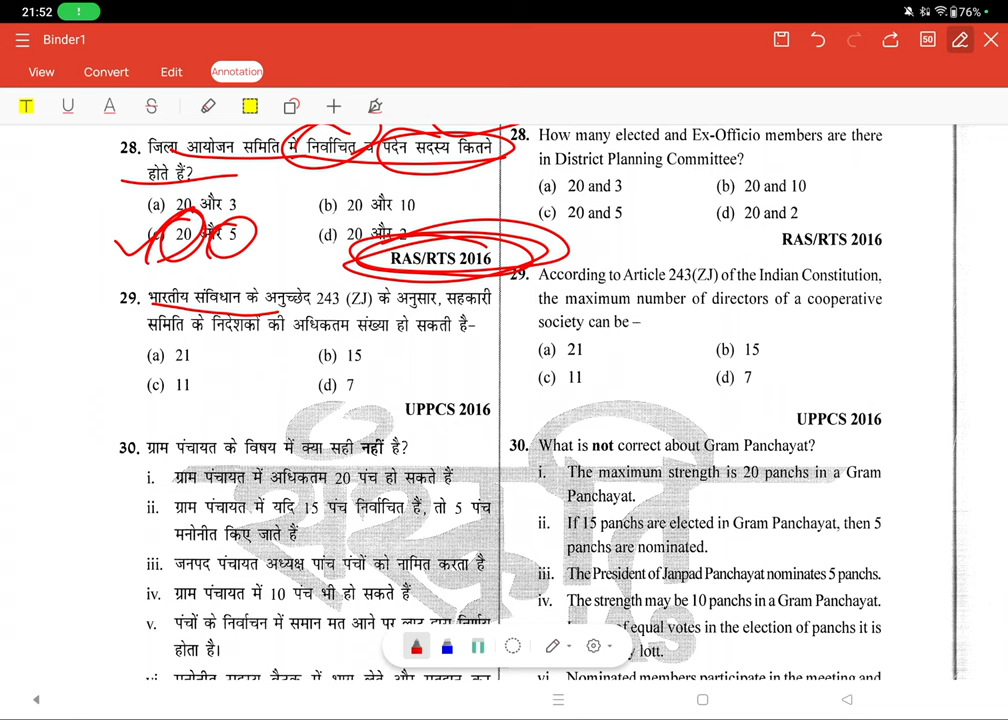 21:52
!
76%
Binder1
50
View Convert Edit Annotation
T U A S
28. जिला आयोजन समिति में निर्वाचित व पदेन सदस्य कितने
होते हैं?
(a) 20 और 3 (b) 20 और 10
(c) 20 और 5 (d) 20 और 2
RAS/RTS 2016
29. भारतीय संविधान के अनुच्छेद 243 (ZJ) के अनुसार, सहकारी
समिति के निदेशकों की अधिकतम संख्या हो सकती है–
(a) 21 (b) 15
(c) 11 (d) 7
UPPCS 2016
30. ग्राम पंचायत के विषय में क्या सही नहीं है?
i. ग्राम पंचायत में अधिकतम 20 पंच हो सकते हैं
ii. ग्राम पंचायत में यदि 15 पंच निर्वाचित हैं, तो 5 पंच
मनोनीत किए जाते हैं
iii. जनपद पंचायत अध्यक्ष पांच पंचों को नामित करता है
iv. ग्राम पंचायत में 10 पंच भी हो सकते हैं
v. पंचों के निर्वाचन में समान मत आने पर
होता है।
28. How many elected and Ex-Officio members are there
in District Planning Committee?
(a) 20 and 3 (b) 20 and 10
(c) 20 and 5 (d) 20 and 2
RAS/RTS 2016
29. According to Article 243(ZJ) of the Indian Constitution,
the maximum number of directors of a cooperative
society can be –
(a) 21 (b) 15
(c) 11 (d) 7
UPPCS 2016
30. What is not correct about Gram Panchayat?
i. The maximum strength is 20 panchs in a Gram
Panchayat.
ii. If 15 panchs are elected in Gram Panchayat, then 5
panchs are nominated.
iii. The President of Janpad Panchayat nominates 5 panchs.
iv. The strength may be 10 panchs in a Gram Panchayat.
of equal votes in the election of panchs it is
lott.
vi. Nominated members participate in the meeting and
संस्कृति
IAS